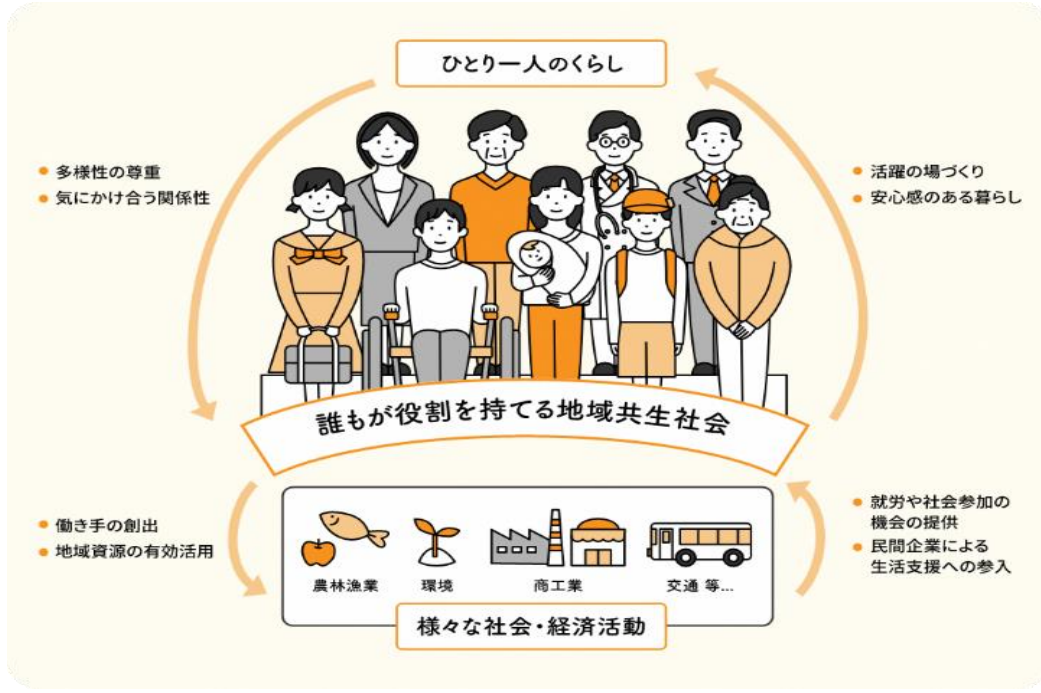 ひとり一人のくらし
多様性の尊重
気にかけ合う関係性
活躍の場づくり
安心感のある暮らし
誰もが役割を持てる地域共生社会
働き手の創出
地域資源の有効活用
就労や社会参加の
機会の提供
民間企業による
生活支援への参入
農林漁業
環境
商工業
交通 等...
様々な社会・経済活動